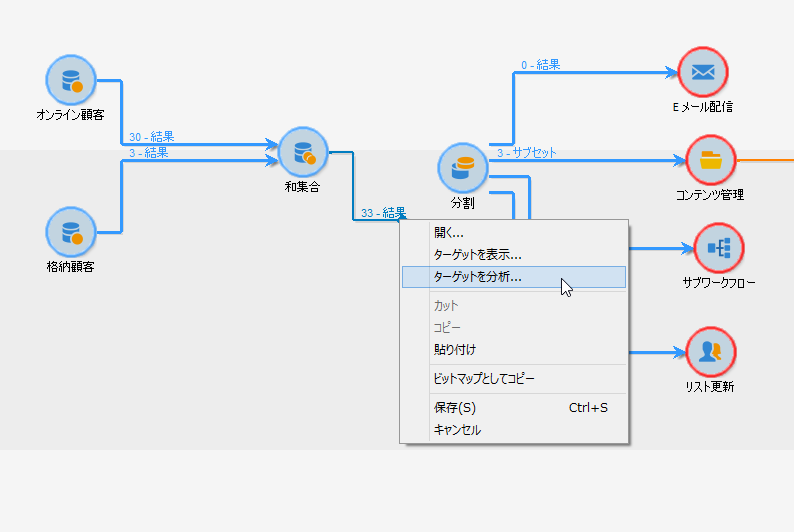 0 - 結果
Eメール配信
オンライン顧客
30 - 結果
3 - 結果
和集合
3 - サブセット
分割
コンテンツ管理
33 - 結果
格納顧客
サブワークフロー
リスト更新
開く...
ターゲットを表示...
ターゲットを分析...
カット
コピー
貼り付け
ビットマップとしてコピー
保存(S) Ctrl+S
キャンセル